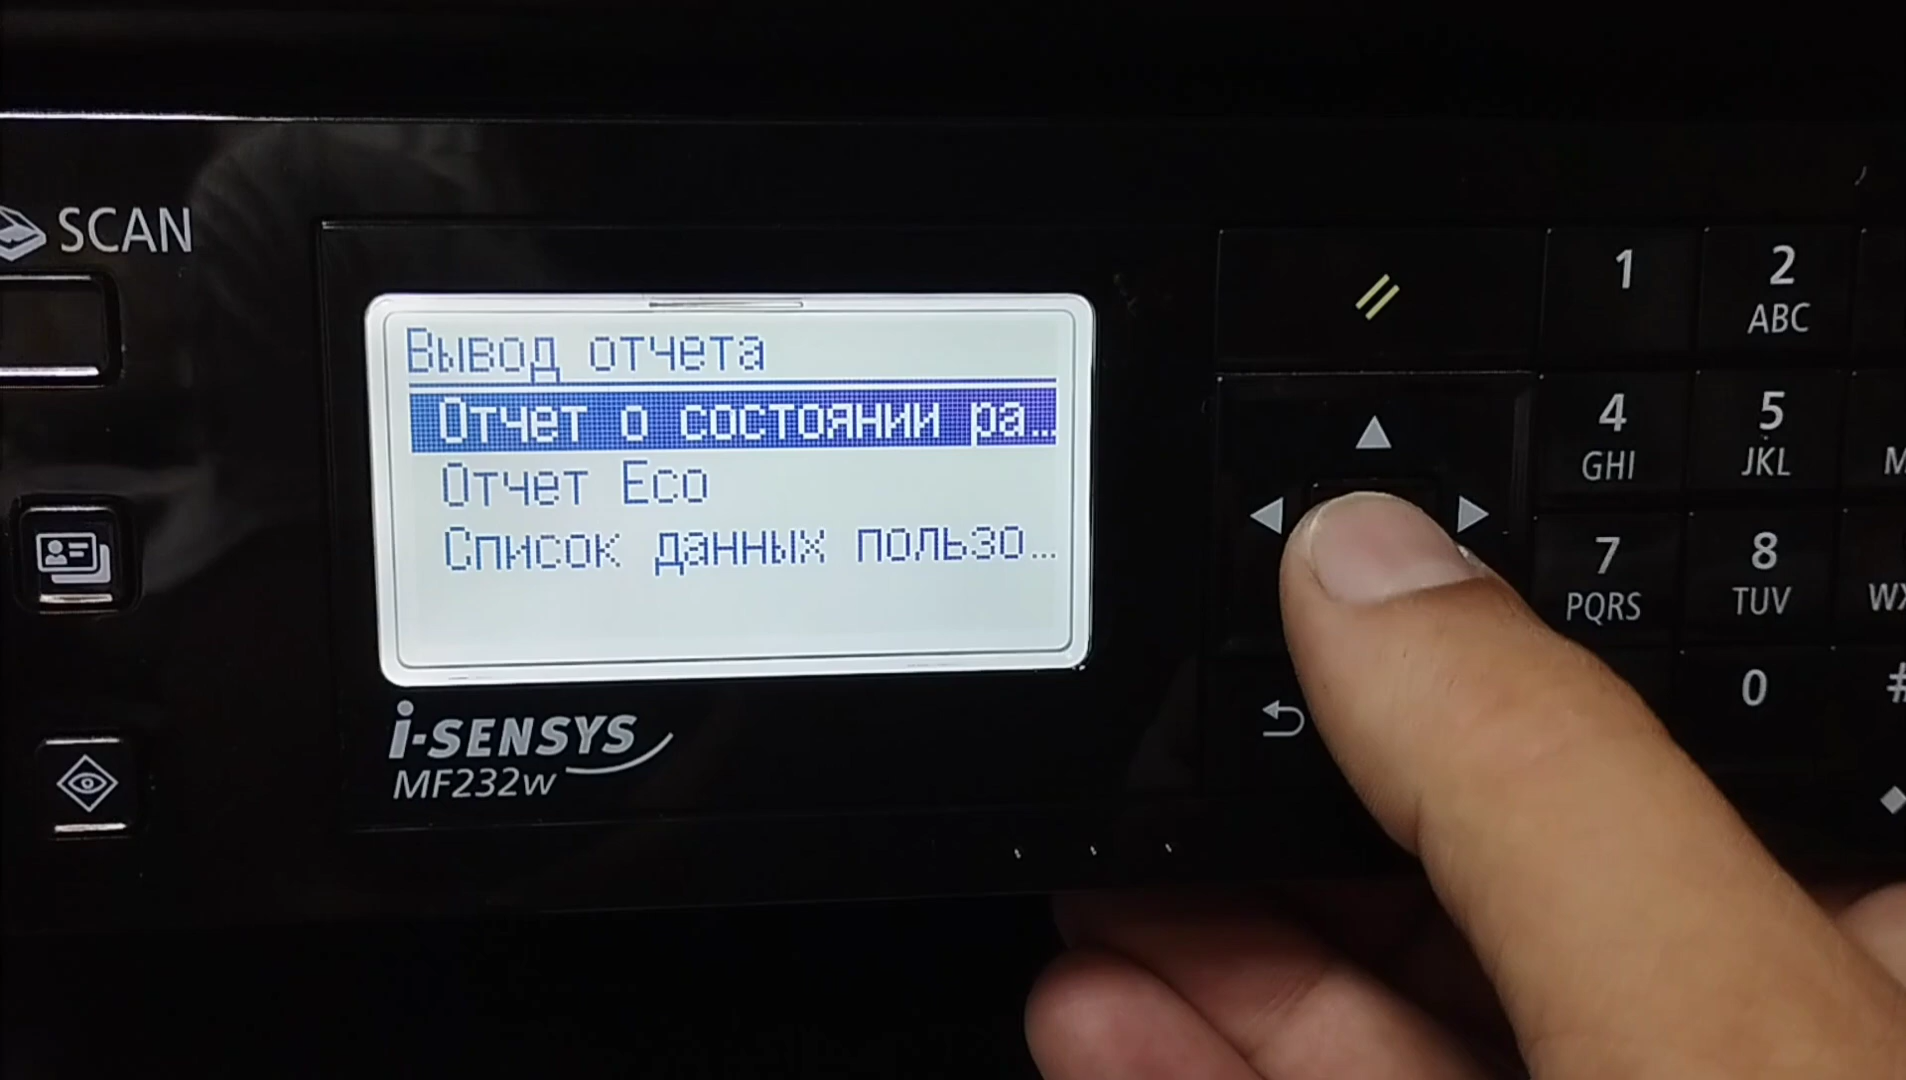 SCAN
Вывод отчета
Отчет о состоянии ра...
Отчет Eco
Список данных пользо...
i-SENSYS
MF232w
1
2
ABC
4
GHI
5
JKL
M
7
PQRS
8
TUV
WX
0
#